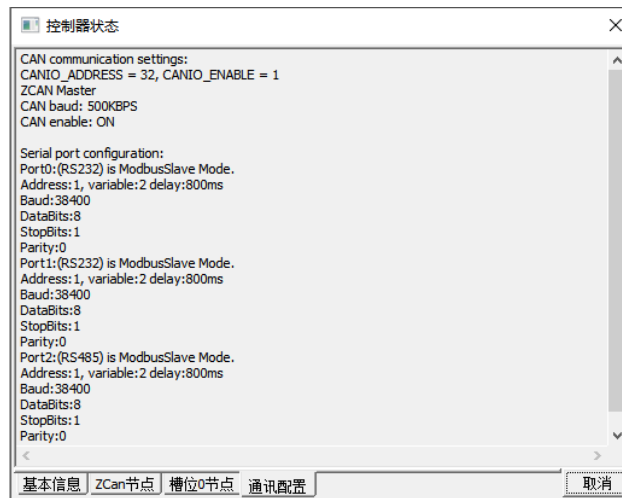 控制器状态
CAN communication settings:
CANIO_ADDRESS = 32, CANIO_ENABLE = 1
ZCAN Master
CAN baud: 500KBPS
CAN enable: ON
Serial port configuration:
Port0:(RS232) is ModbusSlave Mode.
Address:1, variable:2 delay:800ms
Baud:38400
DataBits:8
StopBits:1
Parity:0
Port1:(RS232) is ModbusSlave Mode.
Address:1, variable:2 delay:800ms
Baud:38400
DataBits:8
StopBits:1
Parity:0
Port2:(RS485) is ModbusSlave Mode.
Address:1, variable:2 delay:800ms
Baud:38400
DataBits:8
StopBits:1
Parity:0
基本信息 ZCan节点 槽位0节点 通讯配置 取消